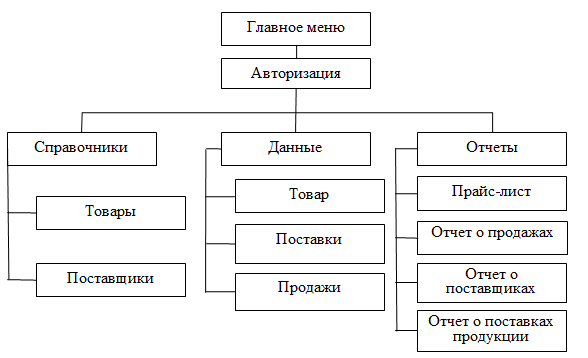 Главное меню
Авторизация
Справочники
Товары
Поставщики
Данные
Товар
Поставки
Продажи
Отчеты
Прайс-лист
Отчет о продажах
Отчет о
поставщиках
Отчет о поставках
продукции